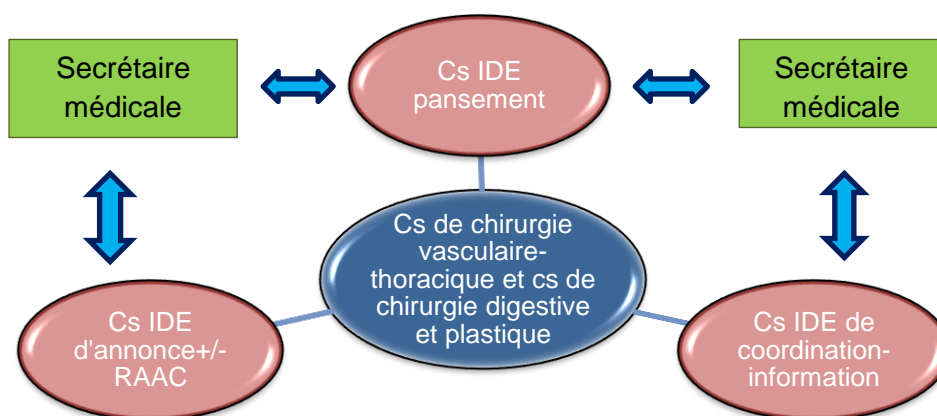 Secrétaire
médicale
Cs IDE
pansement
Secrétaire
médicale
Cs de chirurgie
vasculaire-
thoracique et cs de
chirurgie digestive
et plastique
Cs IDE
d'annonce+/-
RAAC
Cs IDE de
coordination-
information